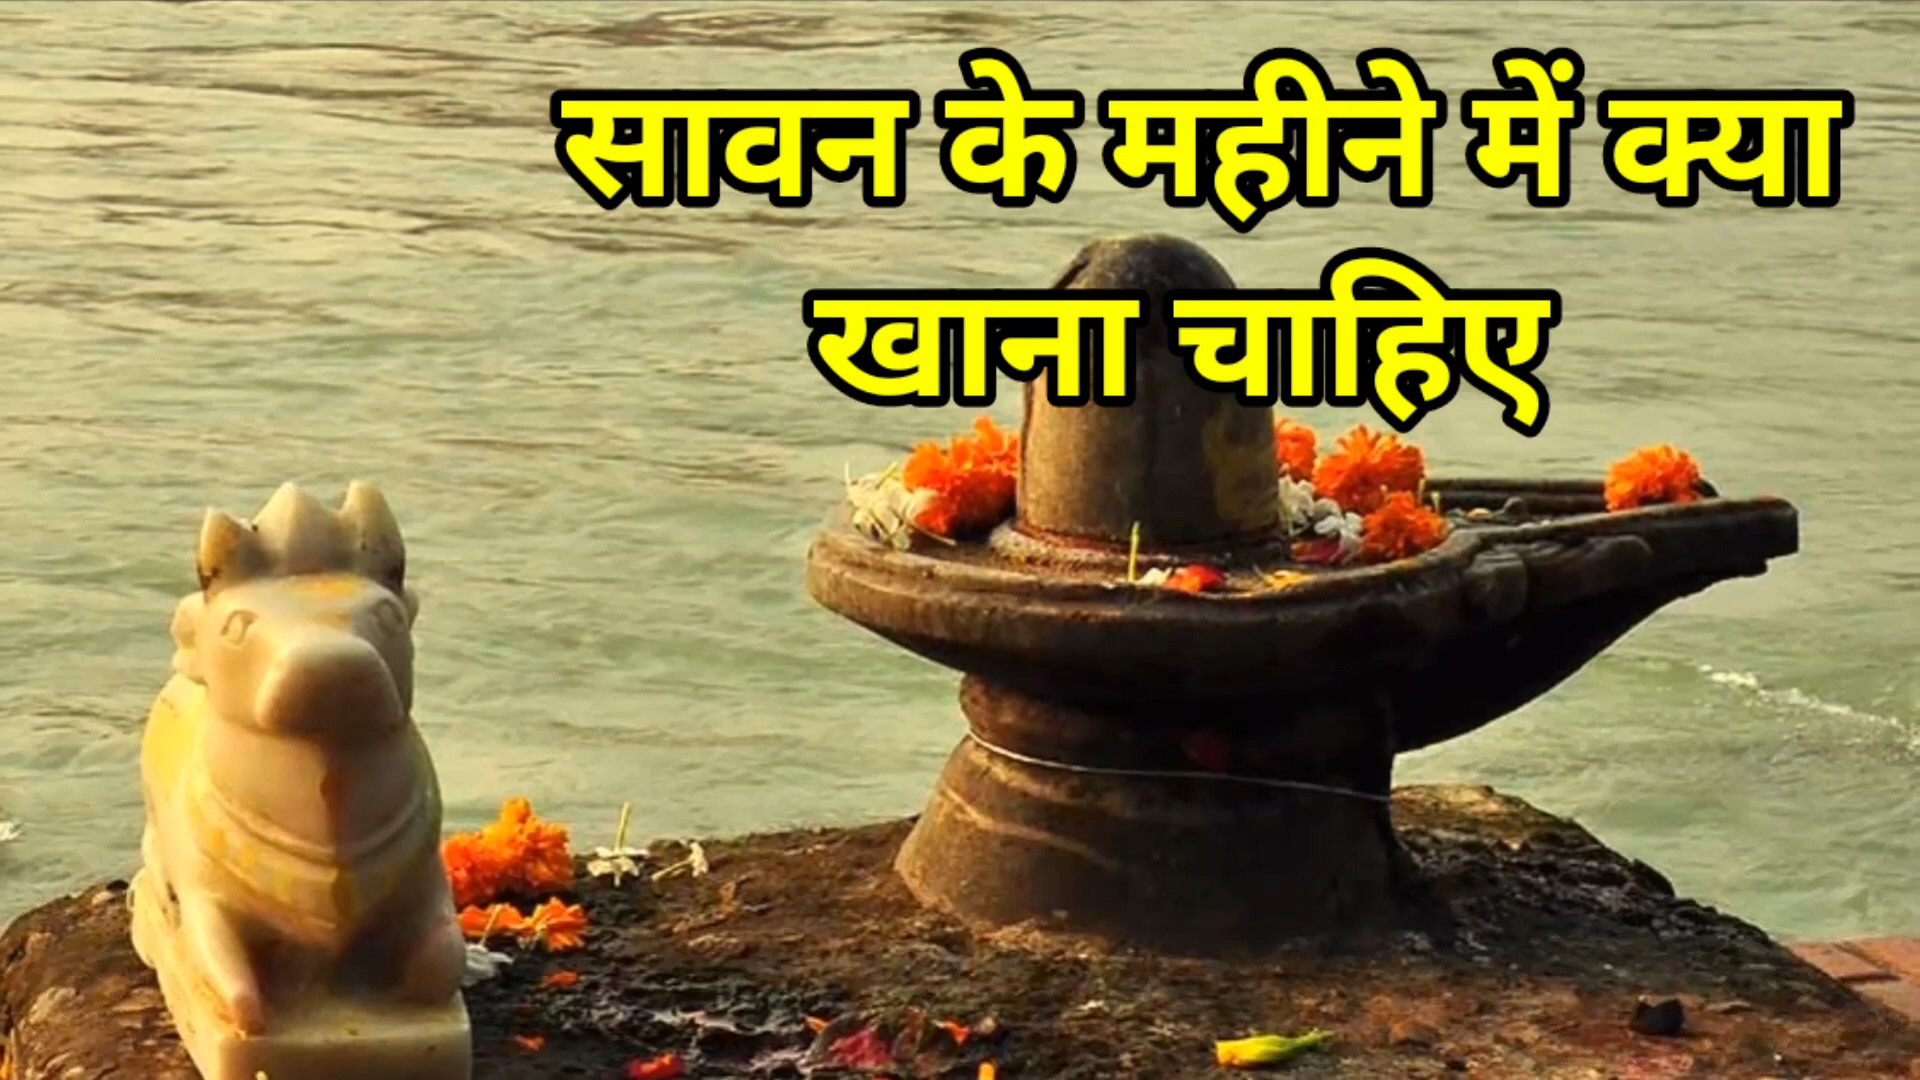 सावन के महीने में क्या
खाना चाहिए